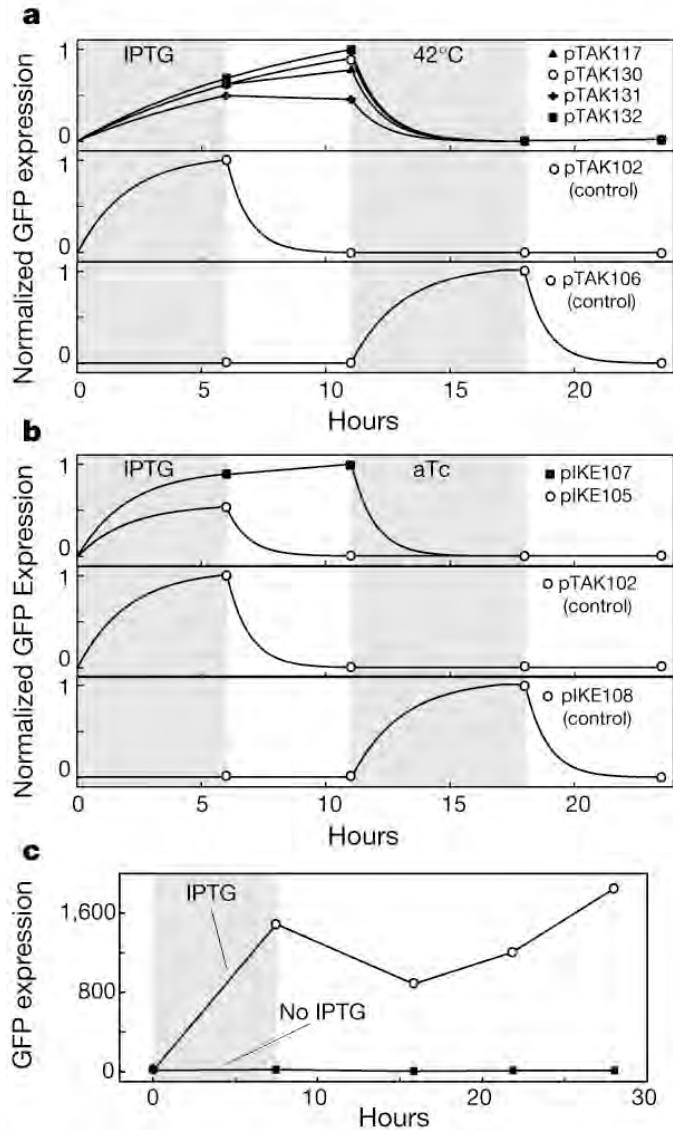 a
IPTG
42°C
pTAK117
pTAK130
pTAK131
pTAK132
1
0
pTAK102
(control)
1
0
pTAK106
(control)
1
0
Normalized GFP expression
0 5 10 15 20
Hours
b
IPTG
aTc
pIKE107
pIKE105
1
0
pTAK102
(control)
1
0
pIKE108
(control)
1
0
Normalized GFP Expression
0 5 10 15 20
Hours
c
IPTG
No IPTG
1,600
800
0
GFP expression
0 10 20 30
Hours